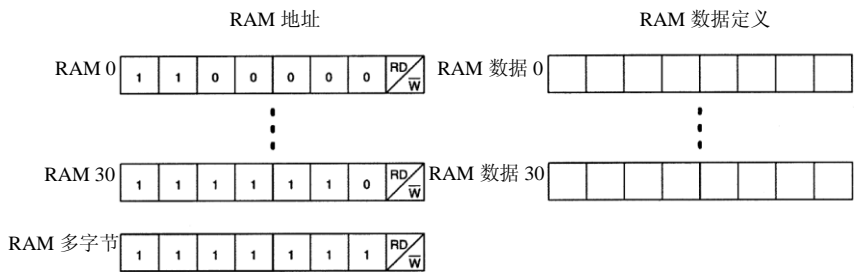 RAM 地址
RAM 数据定义
RAM 0 1 1 0 0 0 0 0 RD/W̅
RAM 数据 0
RAM 30 1 1 1 1 1 1 0 RD/W̅
RAM 数据 30
RAM 多字节 1 1 1 1 1 1 1 RD/W̅